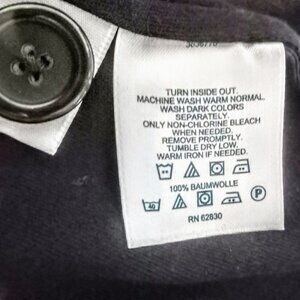 TURN INSIDE OUT.
MACHINE WASH WARM NORMAL.
WASH DARK COLORS
SEPARATELY.
ONLY NON-CHLORINE BLEACH
WHEN NEEDED.
REMOVE PROMPTLY.
TUMBLE DRY LOW.
WARM IRON IF NEEDED.
100% BAUMWOLLE
40
P
RN 62830